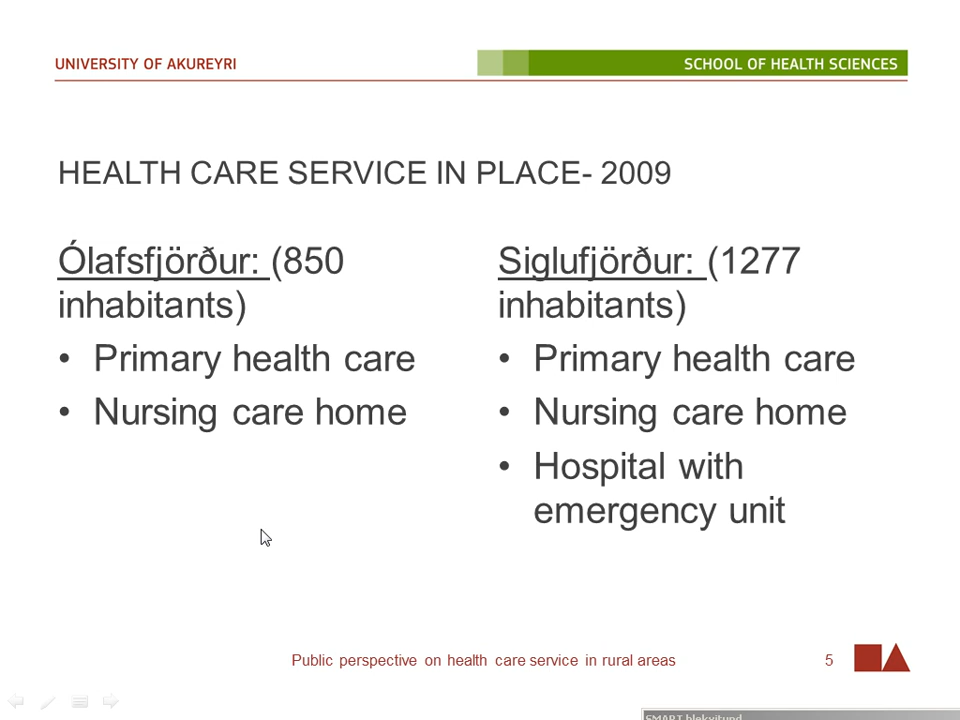 UNIVERSITY OF AKUREYRI
SCHOOL OF HEALTH SCIENCES
HEALTH CARE SERVICE IN PLACE- 2009
Ólafsfjörður: (850
inhabitants)
• Primary health care
• Nursing care home
Siglufjörður: (1277
inhabitants)
• Primary health care
• Nursing care home
• Hospital with
emergency unit
Public perspective on health care service in rural areas
5
SMART blekvitund